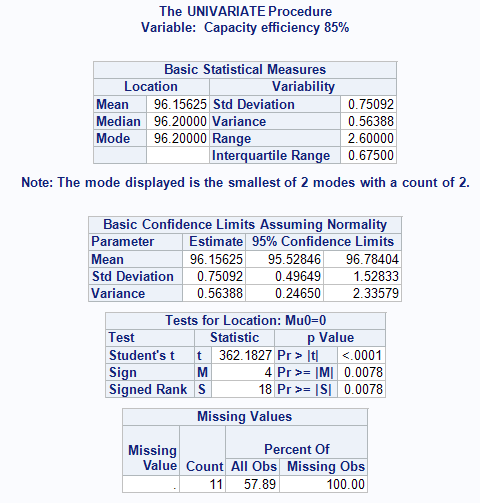 The UNIVARIATE Procedure
Variable: Capacity efficiency 85%
Basic Statistical Measures
Location Variability
Mean 96.15625 Std Deviation 0.75092
Median 96.20000 Variance 0.56388
Mode 96.20000 Range 2.60000
Interquartile Range 0.67500
Note: The mode displayed is the smallest of 2 modes with a count of 2.
Basic Confidence Limits Assuming Normality
Parameter Estimate 95% Confidence Limits
Mean 96.15625 95.52846 96.78404
Std Deviation 0.75092 0.49649 1.52833
Variance 0.56388 0.24650 2.33579
Tests for Location: Mu0=0
Test Statistic p Value
Student's t t 362.1827 Pr > |t| <.0001
Sign M 4 Pr >= |M| 0.0078
Signed Rank S 18 Pr >= |S| 0.0078
Missing Values
Missing Value Count Percent Of
All Obs Missing Obs
. 11 57.89 100.00